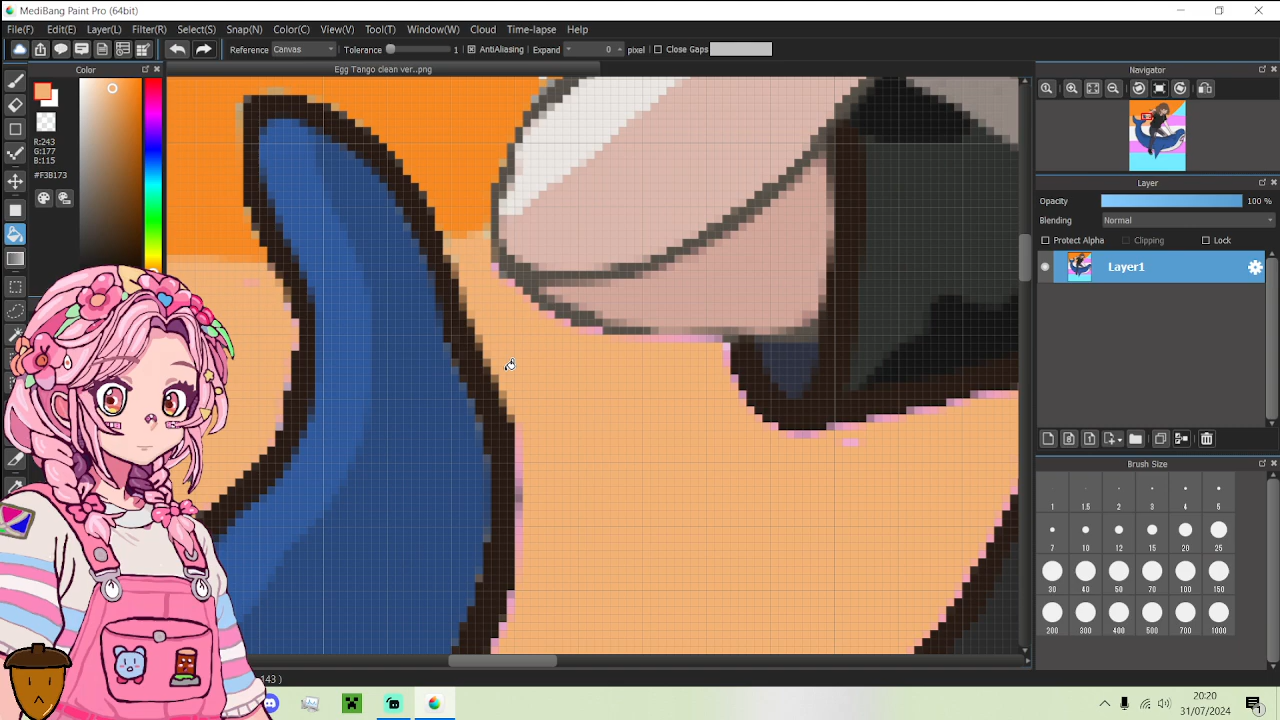 MediBang Paint Pro (64bit)
File(F) Edit(E) Layer(L) Filter(R) Select(S) Snap(N) Color(C) View(V) Tool(T) Window(W) Cloud Time-lapse Help
Reference Canvas Tolerance 1 AntiAliasing Expand 0 pixel Close Gaps
Color
Egg Tango clean ver..png
Navigator
R:243
G:177
B:115
#F3B173
Layer
Opacity 100 %
Blending Normal
Protect Alpha Clipping Lock
Layer1
Brush Size
1 1.5 2 3 4 5
7 10 12 15 20 25
30 40 50 70 100 150
200 300 400 500 700 1000
143 )
20:20
31/07/2024
1